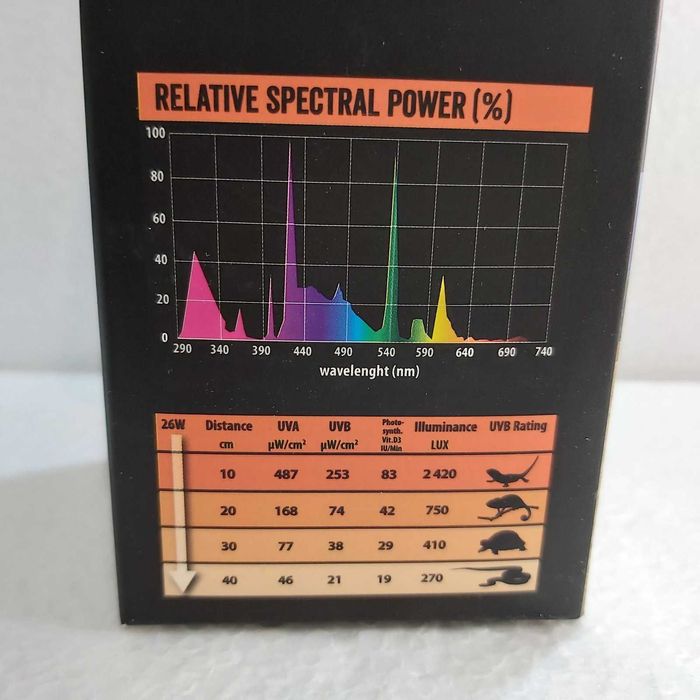 RELATIVE SPECTRAL POWER (%)
100
80
60
40
20
0
290 340 390 440 490 540 590 640 690 740
wavelenght (nm)
26W Distance cm UVA µW/cm² UVB µW/cm² Photo-synth. Vit.D3 IU/Min Illuminance LUX UVB Rating
10 487 253 83 2 420
20 168 74 42 750
30 77 38 29 410
40 46 21 19 270